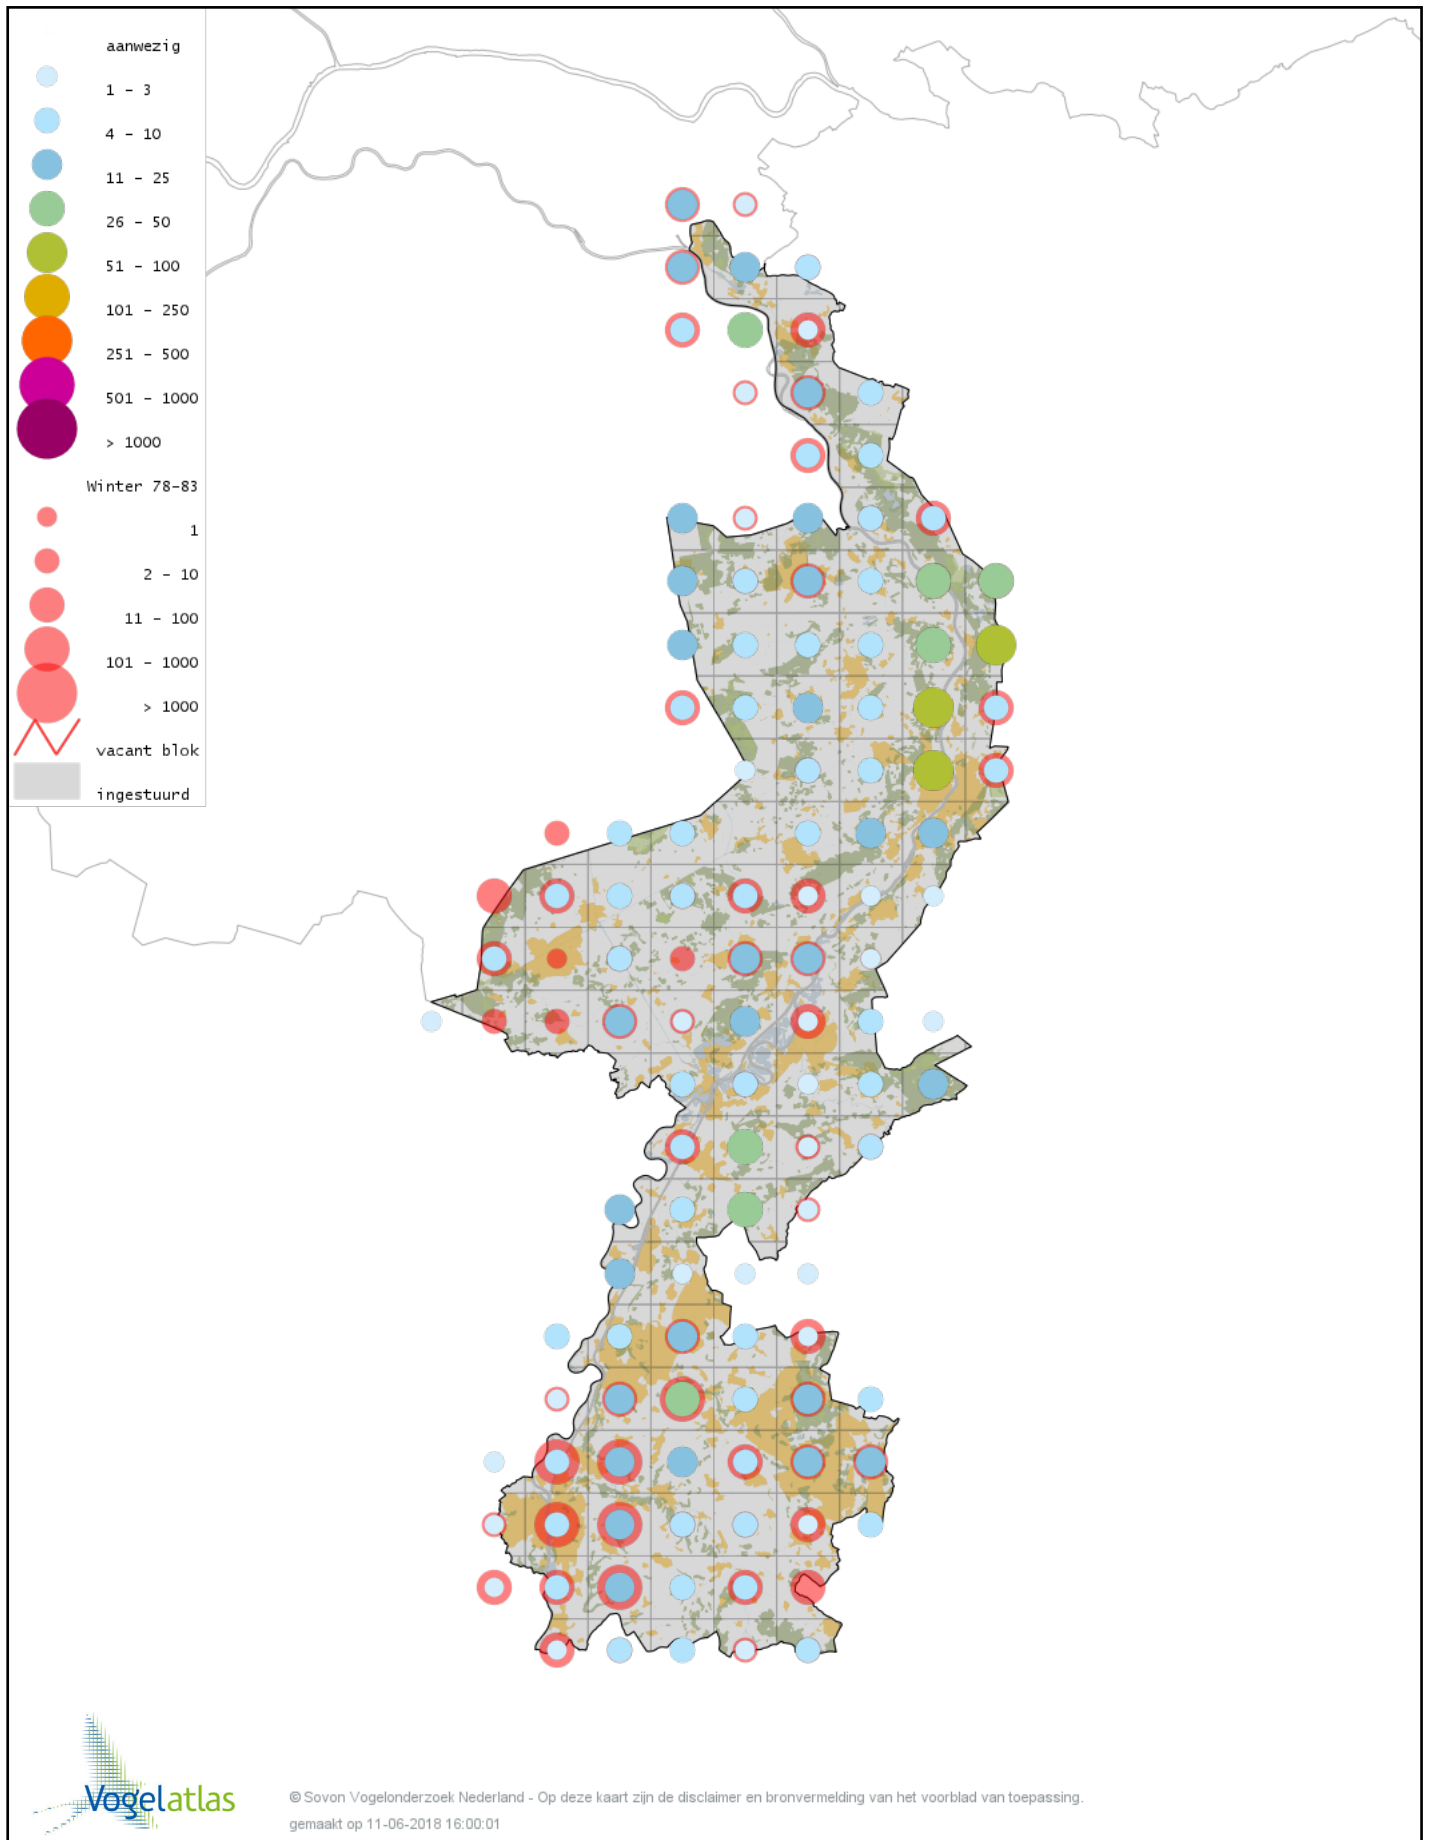 aanwezig
1 - 3
4 - 10
11 - 25
26 - 50
51 - 100
101 - 250
251 - 500
501 - 1000
> 1000
Winter 78-83
1
2 - 10
11 - 100
101 - 1000
> 1000
vacant blok
ingestuurd
Vogelatlas
© Sovon Vogelonderzoek Nederland - Op deze kaart zijn de disclaimer en bronvermelding van het voorblad van toepassing.
gemaakt op 11-06-2018 16:00:01